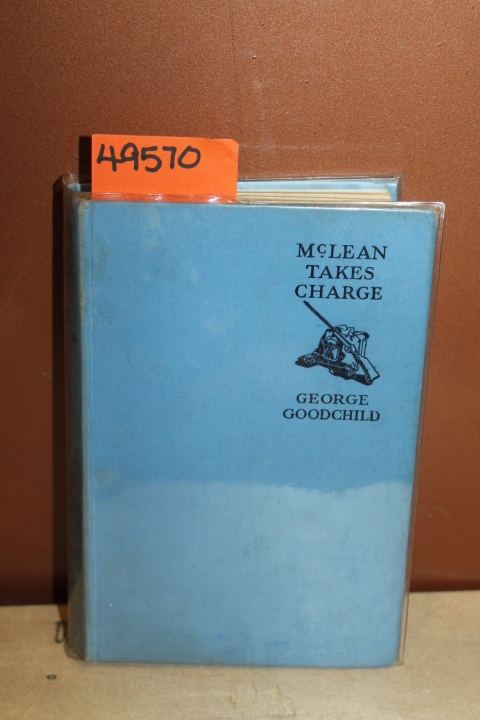 49570
McLEAN
TAKES
CHARGE
GEORGE
GOODCHILD